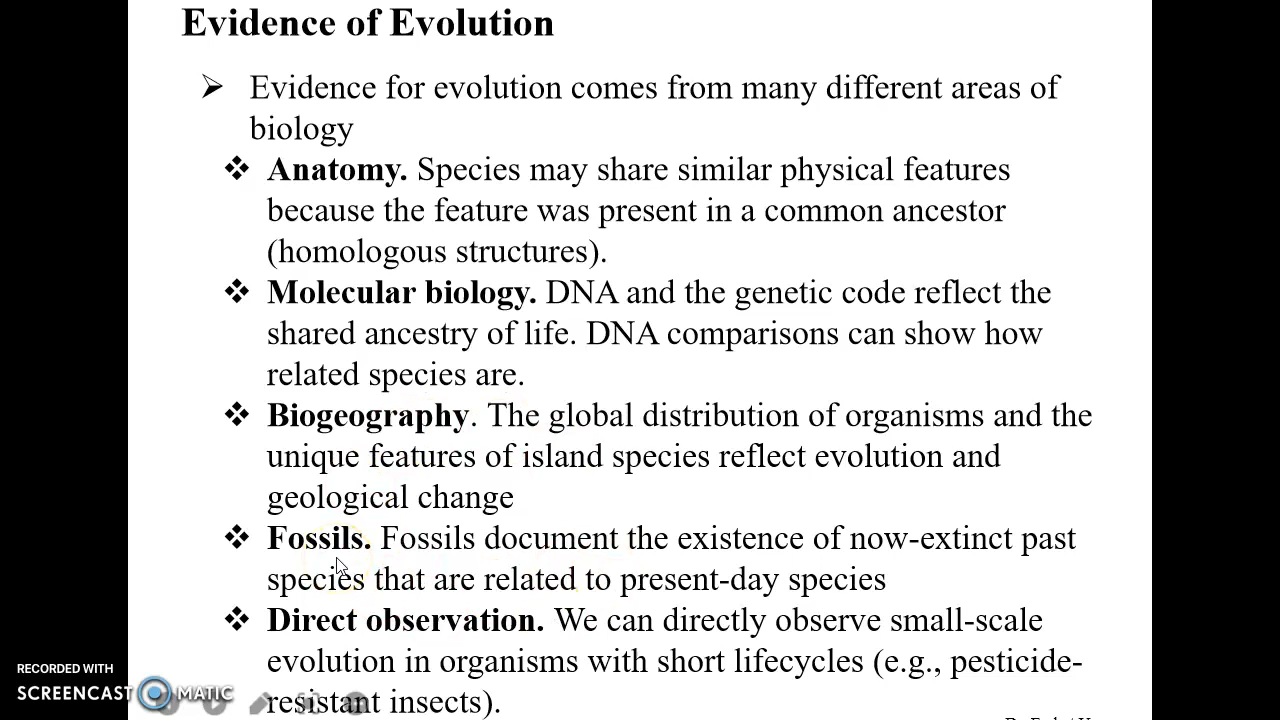 Evidence of Evolution
➢ Evidence for evolution comes from many different areas of
biology
❖ Anatomy. Species may share similar physical features
because the feature was present in a common ancestor
(homologous structures).
❖ Molecular biology. DNA and the genetic code reflect the
shared ancestry of life. DNA comparisons can show how
related species are.
❖ Biogeography. The global distribution of organisms and the
unique features of island species reflect evolution and
geological change
❖ Fossils. Fossils document the existence of now-extinct past
species that are related to present-day species
❖ Direct observation. We can directly observe small-scale
evolution in organisms with short lifecycles (e.g., pesticide-
resistant insects).
RECORDED WITH
SCREENCAST MATIC